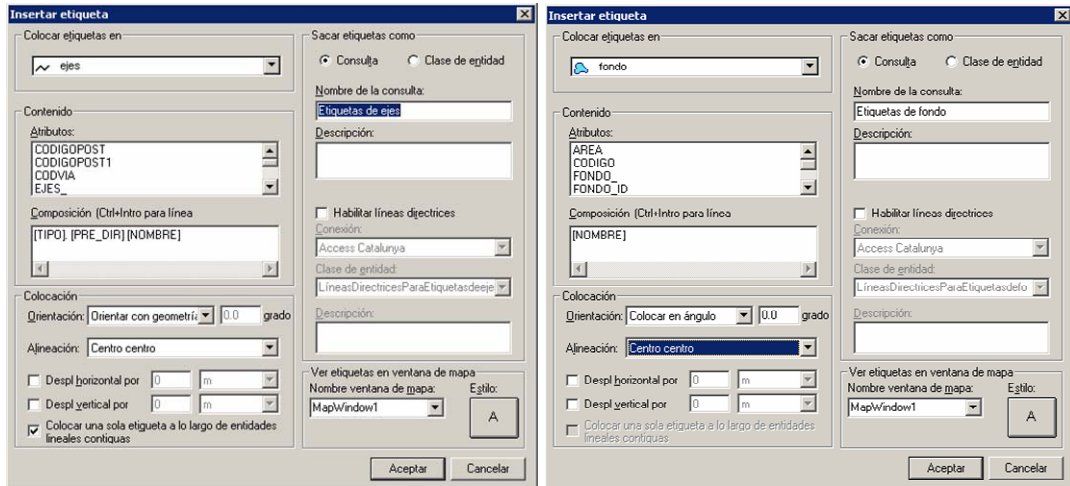 Insertar etiqueta
Colocar etiquetas en
ejes
Contenido
Atributos:
CODIGOPOST
CODIGOPOST1
CODVIA
EJES_
Composición (Ctrl+Intro para línea
[TIPO]. [PRE_DIR] [NOMBRE]
Colocación
Orientación: Orientar con geometría 0.0 grado
Alineación: Centro centro
Despl horizontal por 0 m
Despl vertical por 0 m
Colocar una sola etiqueta a lo largo de entidades
lineales contiguas
Sacar etiquetas como
Consulta Clase de entidad
Nombre de la consulta:
Etiquetas de ejes
Descripción:
Habilitar líneas directrices
Conexión:
Access Catalunya
Clase de entidad:
LíneasDirectricesParaEtiquetasdeeje
Descripción:
Ver etiquetas en ventana de mapa
Nombre ventana de mapa: Estilo:
MapWindow1 A
Aceptar Cancelar
Insertar etiqueta
Colocar etiquetas en
fondo
Contenido
Atributos:
AREA
CODIGO
FONDO_
FONDO_ID
Composición (Ctrl+Intro para línea
[NOMBRE]
Colocación
Orientación: Colocar en ángulo 0.0 grado
Alineación: Centro centro
Despl horizontal por 0 m
Despl vertical por 0 m
Colocar una sola etiqueta a lo largo de entidades
lineales contiguas
Sacar etiquetas como
Consulta Clase de entidad
Nombre de la consulta:
Etiquetas de fondo
Descripción:
Habilitar líneas directrices
Conexión:
Access Catalunya
Clase de entidad:
LíneasDirectricesParaEtiquetasdefo
Descripción:
Ver etiquetas en ventana de mapa
Nombre ventana de mapa: Estilo:
MapWindow1 A
Aceptar Cancelar